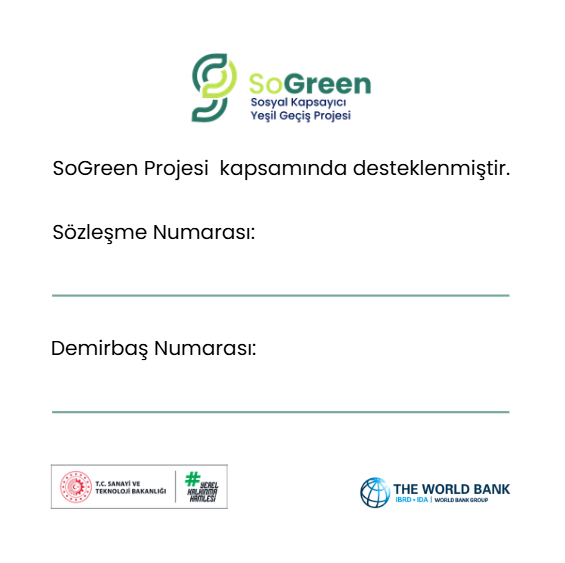 SoGreen
Sosyal Kapsayıcı
Yeşil Geçiş Projesi
SoGreen Projesi kapsamında desteklenmiştir.
Sözleşme Numarası:
Demirbaş Numarası:
T.C. SANAYİ VE
TEKNOLOJİ BAKANLIĞI
#YEREL
KALKINMA
HAMLESİ
THE WORLD BANK
IBRD • IDA | WORLD BANK GROUP